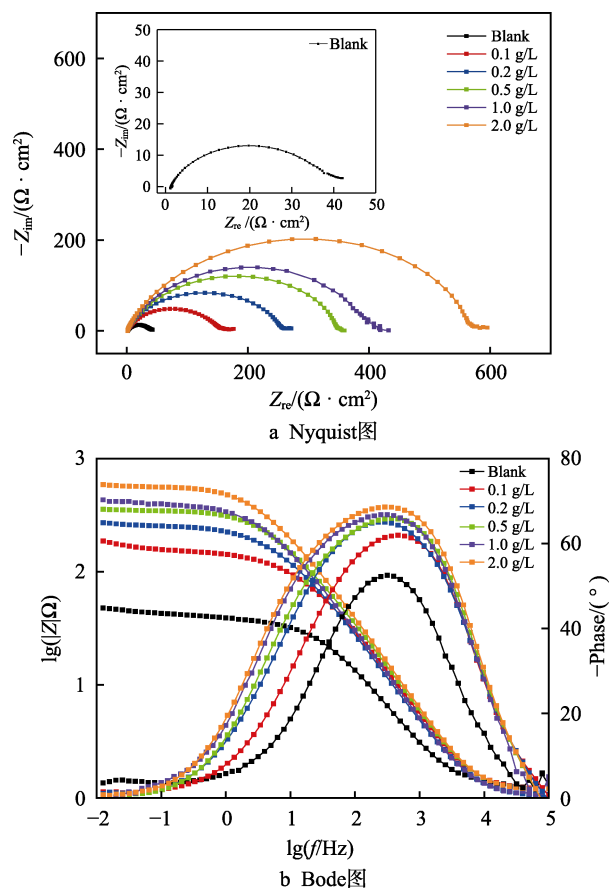 600
400
200
0
−Zim/(Ω · cm²)
50
40
30
20
10
0
−Zim/(Ω · cm²)
Blank
0 10 20 30 40 50
Zre /(Ω · cm²)
Blank
0.1 g/L
0.2 g/L
0.5 g/L
1.0 g/L
2.0 g/L
0 200 400 600
Zre/(Ω · cm²)
a Nyquist图
3
2
1
0
lg(|Z|Ω)
Blank
0.1 g/L
0.2 g/L
0.5 g/L
1.0 g/L
2.0 g/L
80
60
40
20
0
−Phase/( ° )
−2 −1 0 1 2 3 4 5
lg(f/Hz)
b Bode图